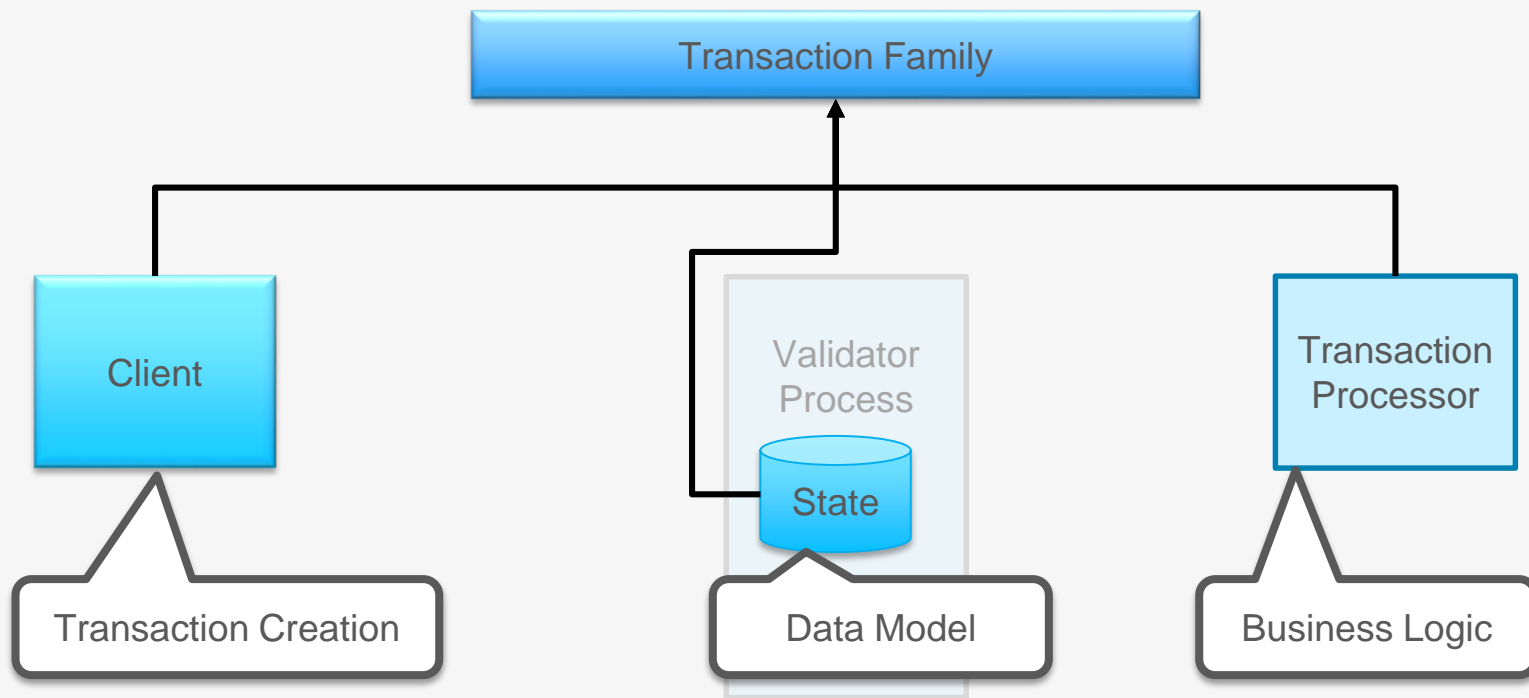 Transaction Family
Client
Validator
Process
State
Transaction
Processor
Transaction Creation
Data Model
Business Logic